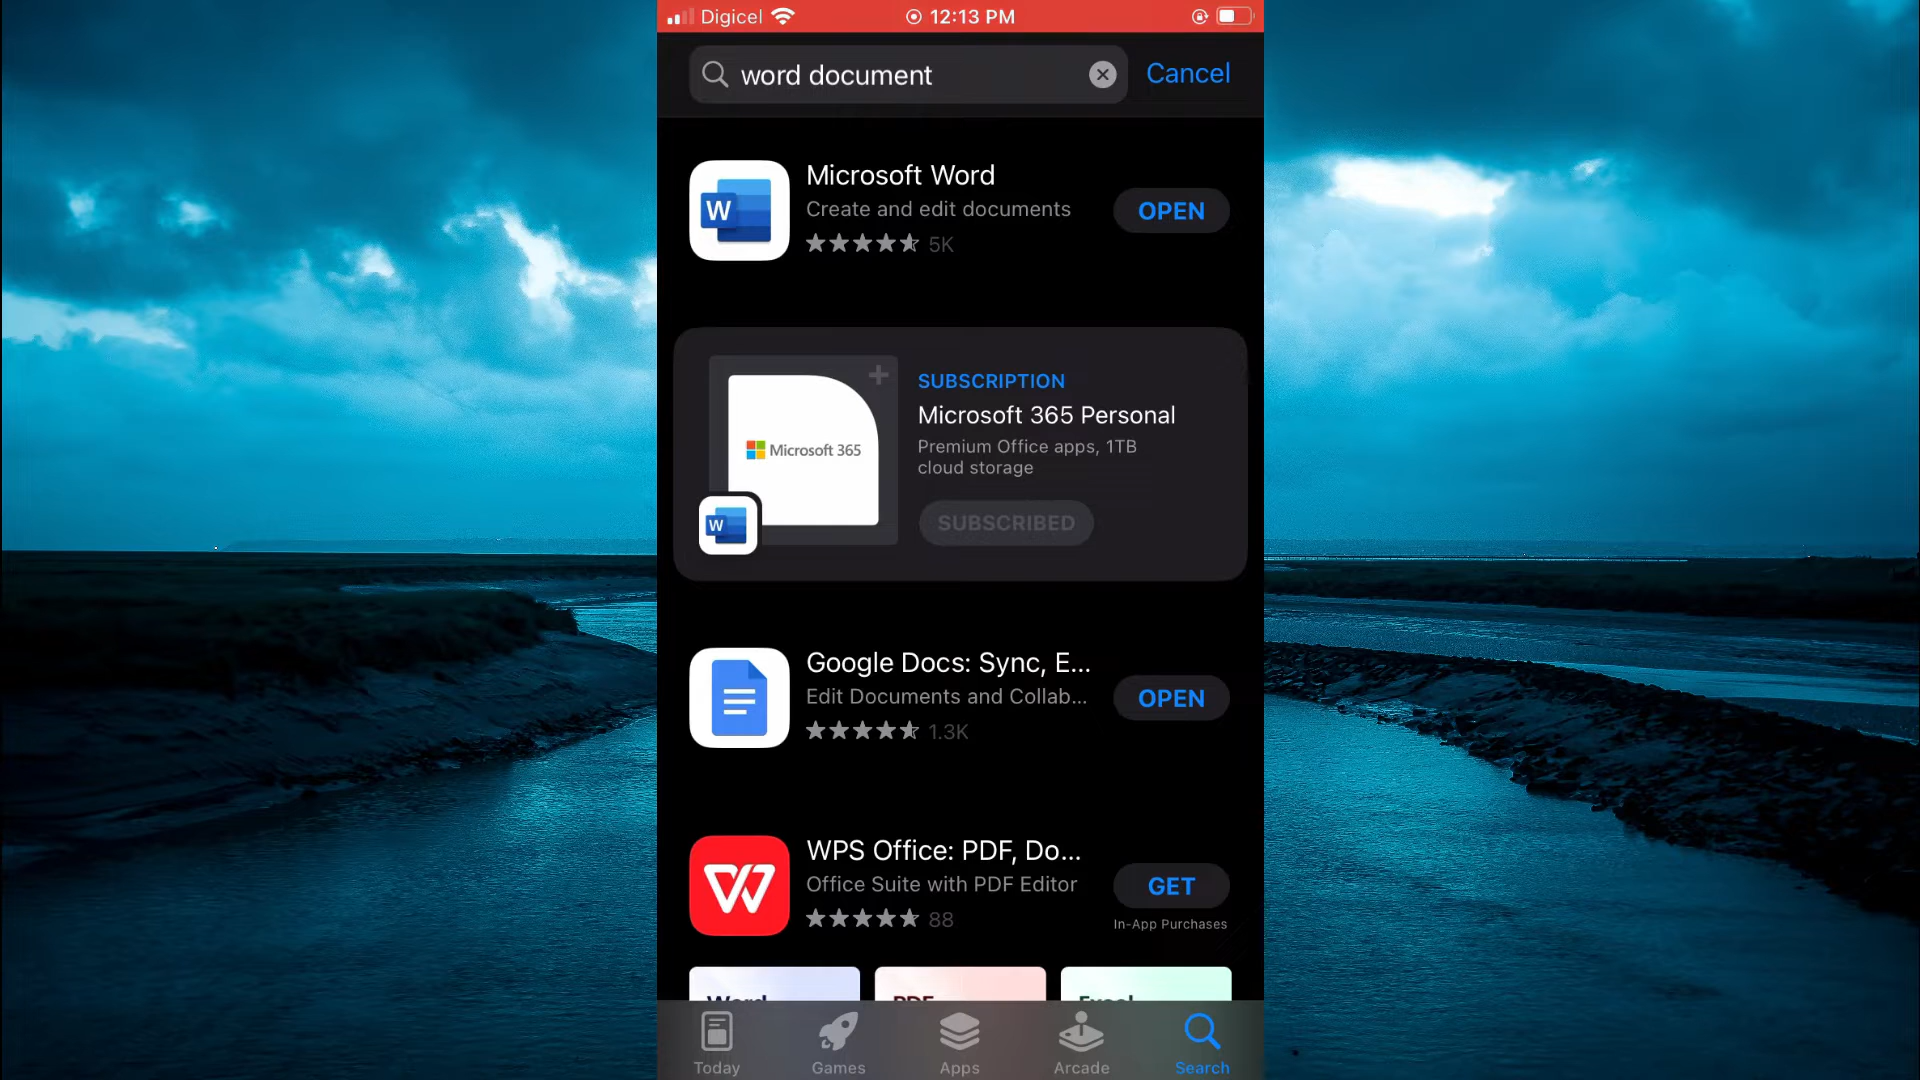 Digicel
12:13 PM
word document
Cancel
Microsoft Word
Create and edit documents
OPEN
5K
W
SUBSCRIPTION
Microsoft 365 Personal
Premium Office apps, 1TB
cloud storage
Microsoft 365
W
SUBSCRIBED
Google Docs: Sync, E...
Edit Documents and Collab...
OPEN
1.3K
WPS Office: PDF, Do...
Office Suite with PDF Editor
GET
88
In-App Purchases
Word
PDF
Excel
Today
Games
Apps
Arcade
Search